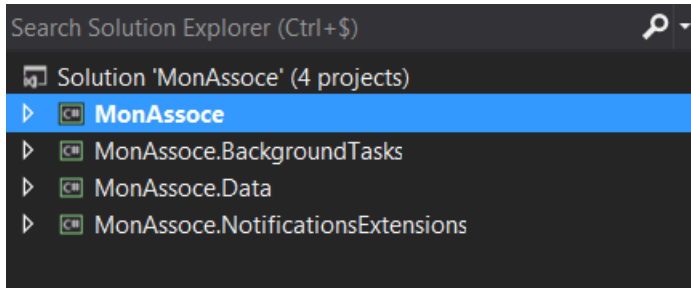 Search Solution Explorer (Ctrl+$)
Solution 'MonAssoce' (4 projects)
C# MonAssoce
C# MonAssoce.BackgroundTasks
C# MonAssoce.Data
C# MonAssoce.NotificationsExtensions